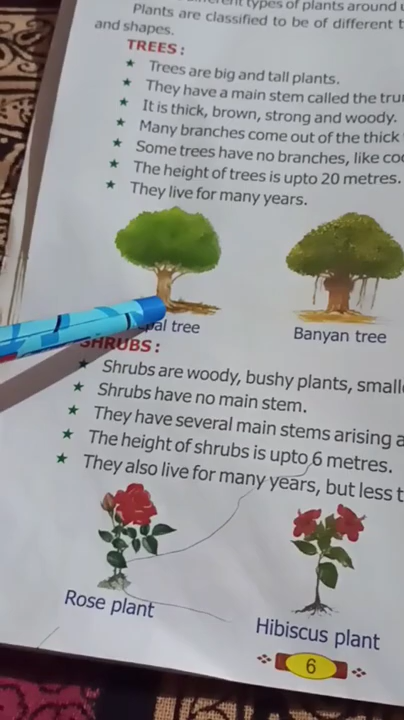 types of plants around
Plants are classified to be of different
and shapes.
TREES :
★ Trees are big and tall plants.
★ They have a main stem called the
★ It is thick, brown, strong and woody.
★ Many branches come out of the thick
★ Some trees have no branches, like
★ The height of trees is upto 20 metres.
★ They live for many years.
tree
Banyan tree
SHRUBS :
★ Shrubs are woody, bushy plants,
★ Shrubs have no main stem.
★ They have several main stems arising
★ The height of shrubs is upto 6 metres.
★ They also live for many years, but less
Rose plant
Hibiscus plant
6